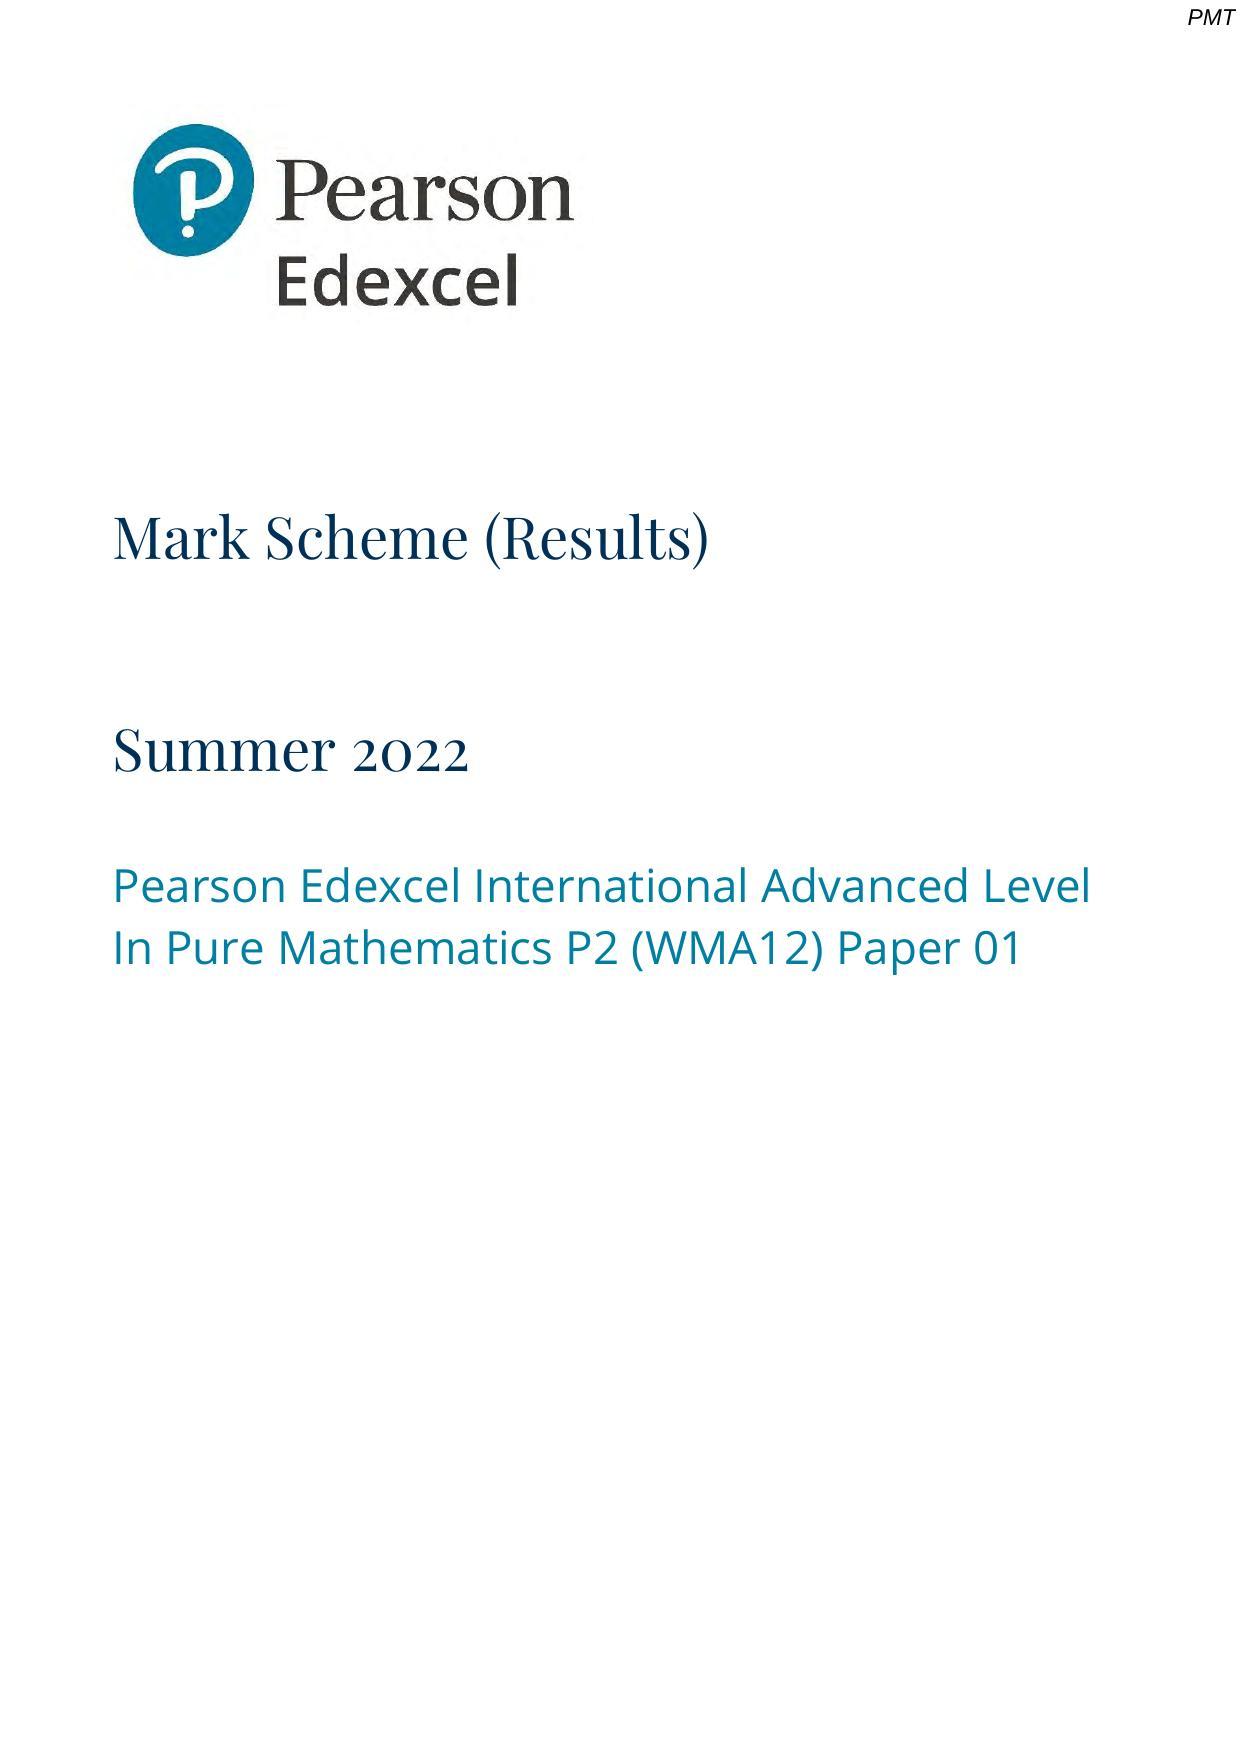 PMT
Pearson
Edexcel
Mark Scheme (Results)
Summer 2022
Pearson Edexcel International Advanced Level
In Pure Mathematics P2 (WMA12) Paper 01